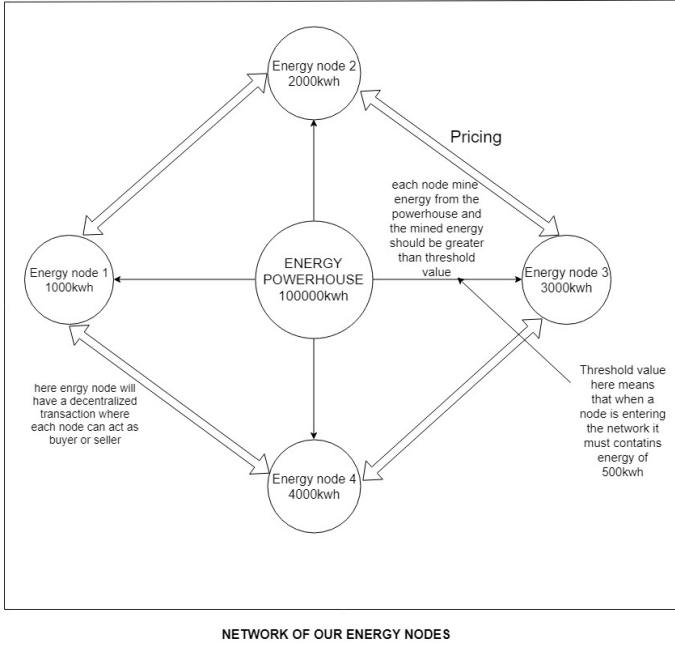 Energy node 2
2000kwh
Pricing
each node mine
energy from the
powerhouse and
the mined energy
should be greater
than threshold
value
Energy node 1
1000kwh
ENERGY
POWERHOUSE
100000kwh
Energy node 3
3000kwh
here enrgy node will
have a decentralized
transaction where
each node can act as
buyer or seller
Threshold value
here means
that when a
node is entering
the network it
must contatins
energy of
500kwh
Energy node 4
4000kwh
NETWORK OF OUR ENERGY NODES